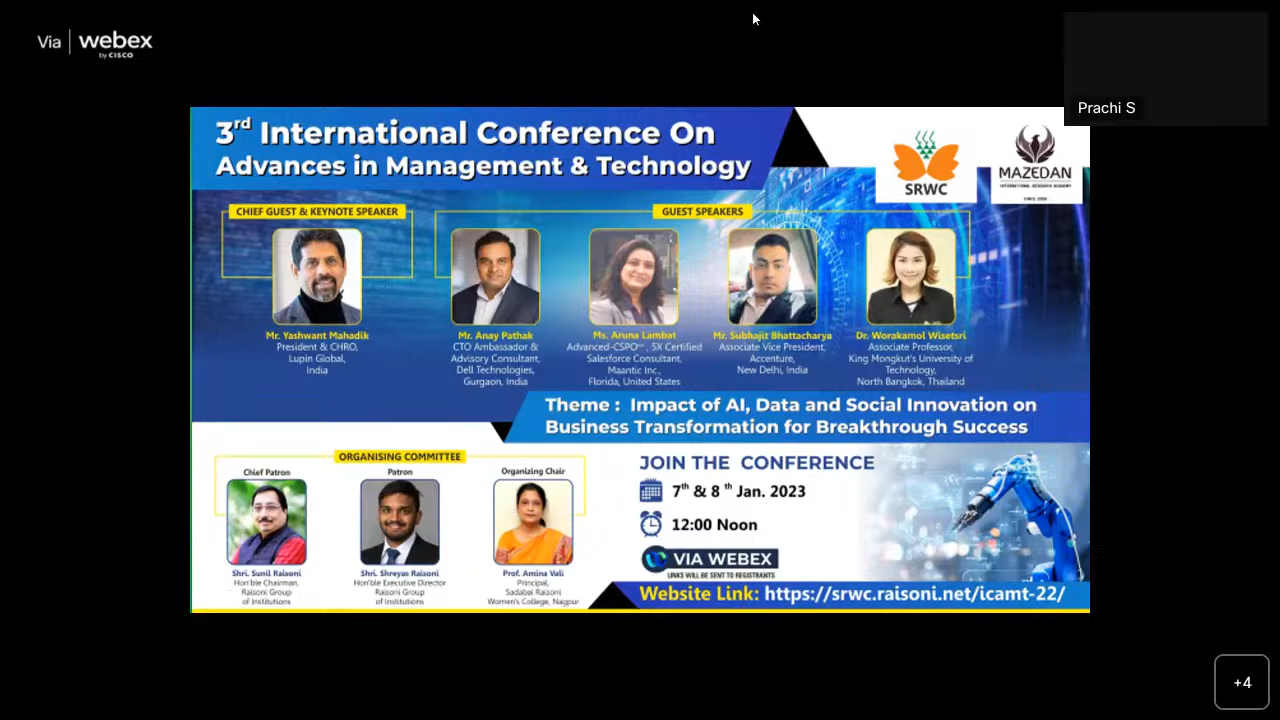 Via | webex
by CISCO
Prachi S
3rd International Conference On
Advances in Management & Technology
SRWC
MAZEDAN
INTERNATIONAL RESEARCH ACADEMY
CHIEF GUEST & KEYNOTE SPEAKER
GUEST SPEAKERS
Mr. Yashwant Mahadik
President & CHRO,
Lupin Global,
India
Mr. Anay Pathak
CTO Ambassador &
Advisory Consultant,
Dell Technologies,
Gurgaon, India
Ms. Aruna Lambat
Advanced-CSPO℠, 5X Certified
Salesforce Consultant,
Maantic Inc.,
Florida, United States
Mr. Subhajit Bhattacharya
Associate Vice President,
Accenture,
New Delhi, India
Dr. Worakamol Wisetsri
Associate Professor,
King Mongkut's University of
Technology,
North Bangkok, Thailand
Theme : Impact of AI, Data and Social Innovation on
Business Transformation for Breakthrough Success
ORGANISING COMMITTEE
Chief Patron
Shri. Sunil Raisoni
Hon'ble Chairman,
Raisoni Group
of Institutions
Patron
Shri. Shreyas Raisoni
Hon'ble Executive Director
Raisoni Group
of Institutions
Organizing Chair
Prof. Amina Vali
Principal,
Sadabai Raisoni
Women's College, Nagpur
JOIN THE CONFERENCE
7th & 8 th Jan. 2023
12:00 Noon
VIA WEBEX
LINKS WILL BE SENT TO REGISTRANTS
Website Link: https://srwc.raisoni.net/icamt-22/
+4